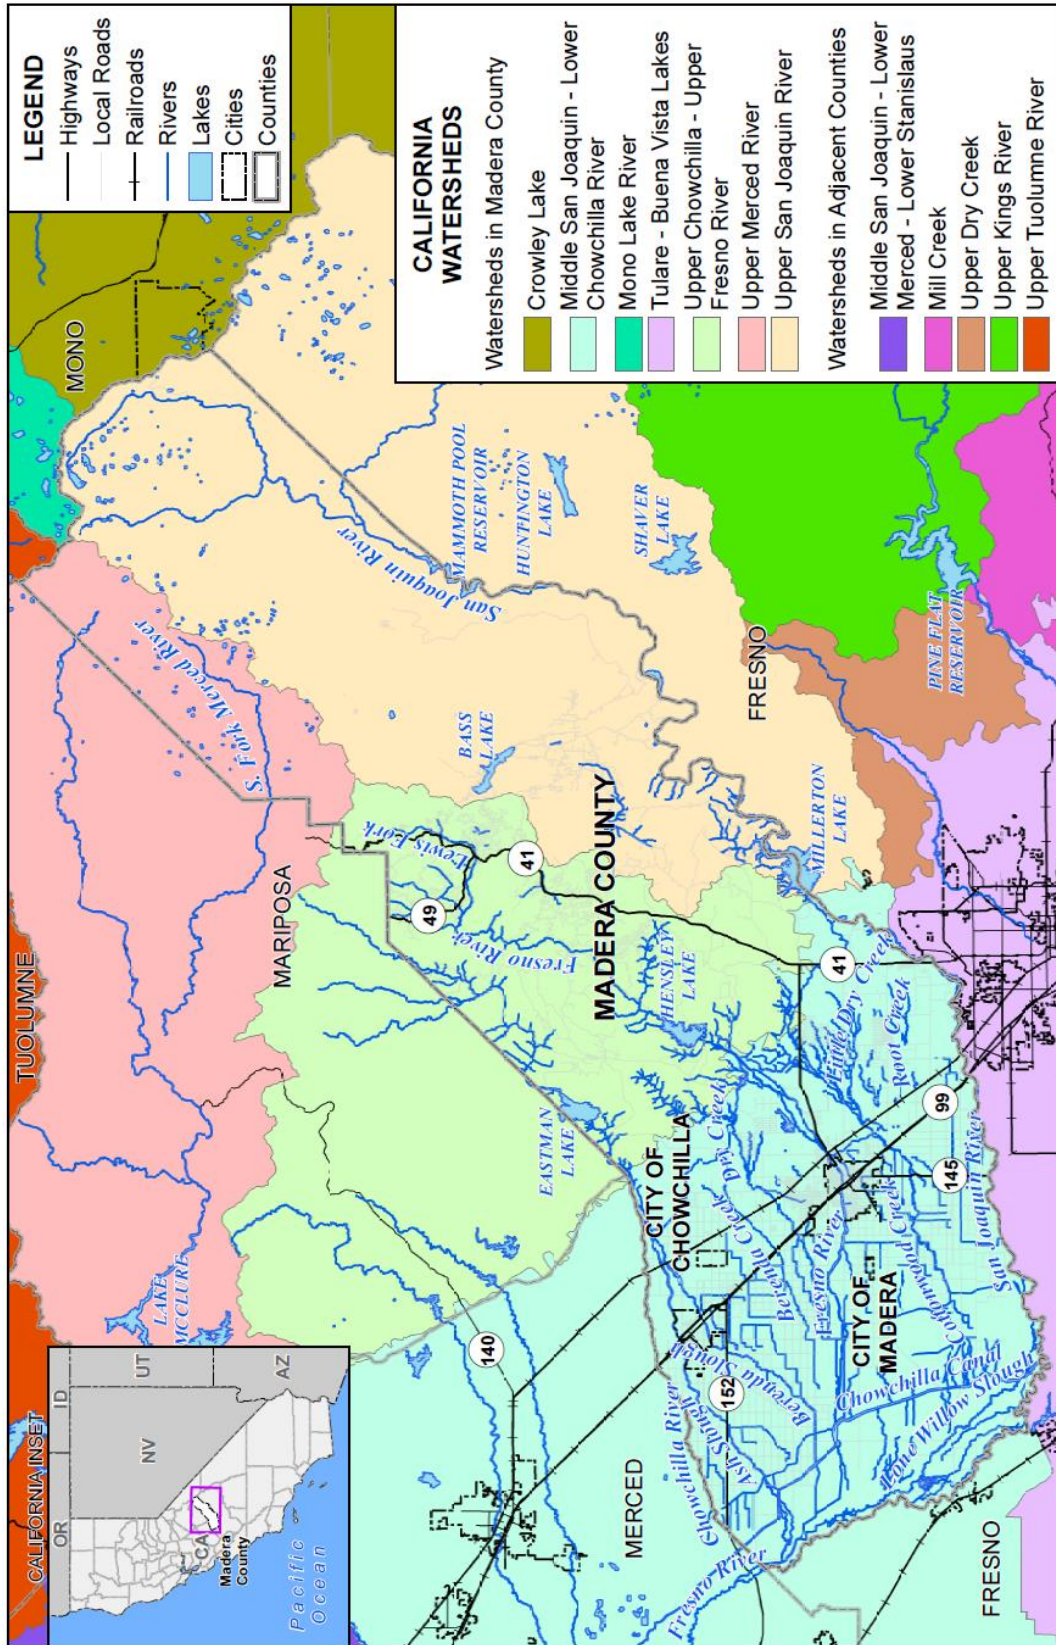 LEGEND
Highways
Local Roads
Railroads
Rivers
Lakes
Cities
Counties
CALIFORNIA
WATERSHEDS
Watersheds in Madera County
Crowley Lake
Middle San Joaquin - Lower
Chowchilla River
Mono Lake River
Tulare - Buena Vista Lakes
Upper Chowchilla - Upper
Fresno River
Upper Merced River
Upper San Joaquin River
Watersheds in Adjacent Counties
Middle San Joaquin - Lower
Merced - Lower Stanislaus
Mill Creek
Upper Dry Creek
Upper Kings River
Upper Tuolumne River
CALIFORNIA INSET
OR
ID
NV
UT
CA
AZ
Madera
County
Pacific
Ocean
TUOLUMNE
MONO
LAKE
MCCLURE
MARIPOSA
S. Fork Merced River
San Joaquin River
MAMMOTH POOL
RESERVOIR
HUNTINGTON
LAKE
SHAVER
LAKE
BASS
LAKE
Lewis Fork
49
41
Fresno River
MADERA COUNTY
FRESNO
PINE FLAT
RESERVOIR
MILLERTON
LAKE
HENSLEY
LAKE
EASTMAN
LAKE
140
MERCED
CITY OF
CHOWCHILLA
Dry Creek
Berenda Creek
Fresno River
41
Little Dry Creek
Root Creek
99
145
San Joaquin River
Cottonwood Creek
CITY OF
MADERA
Chowchilla River
Ash Slough
Berenda Slough
152
Chowchilla Canal
Lone Willow Slough
Fresno River
FRESNO